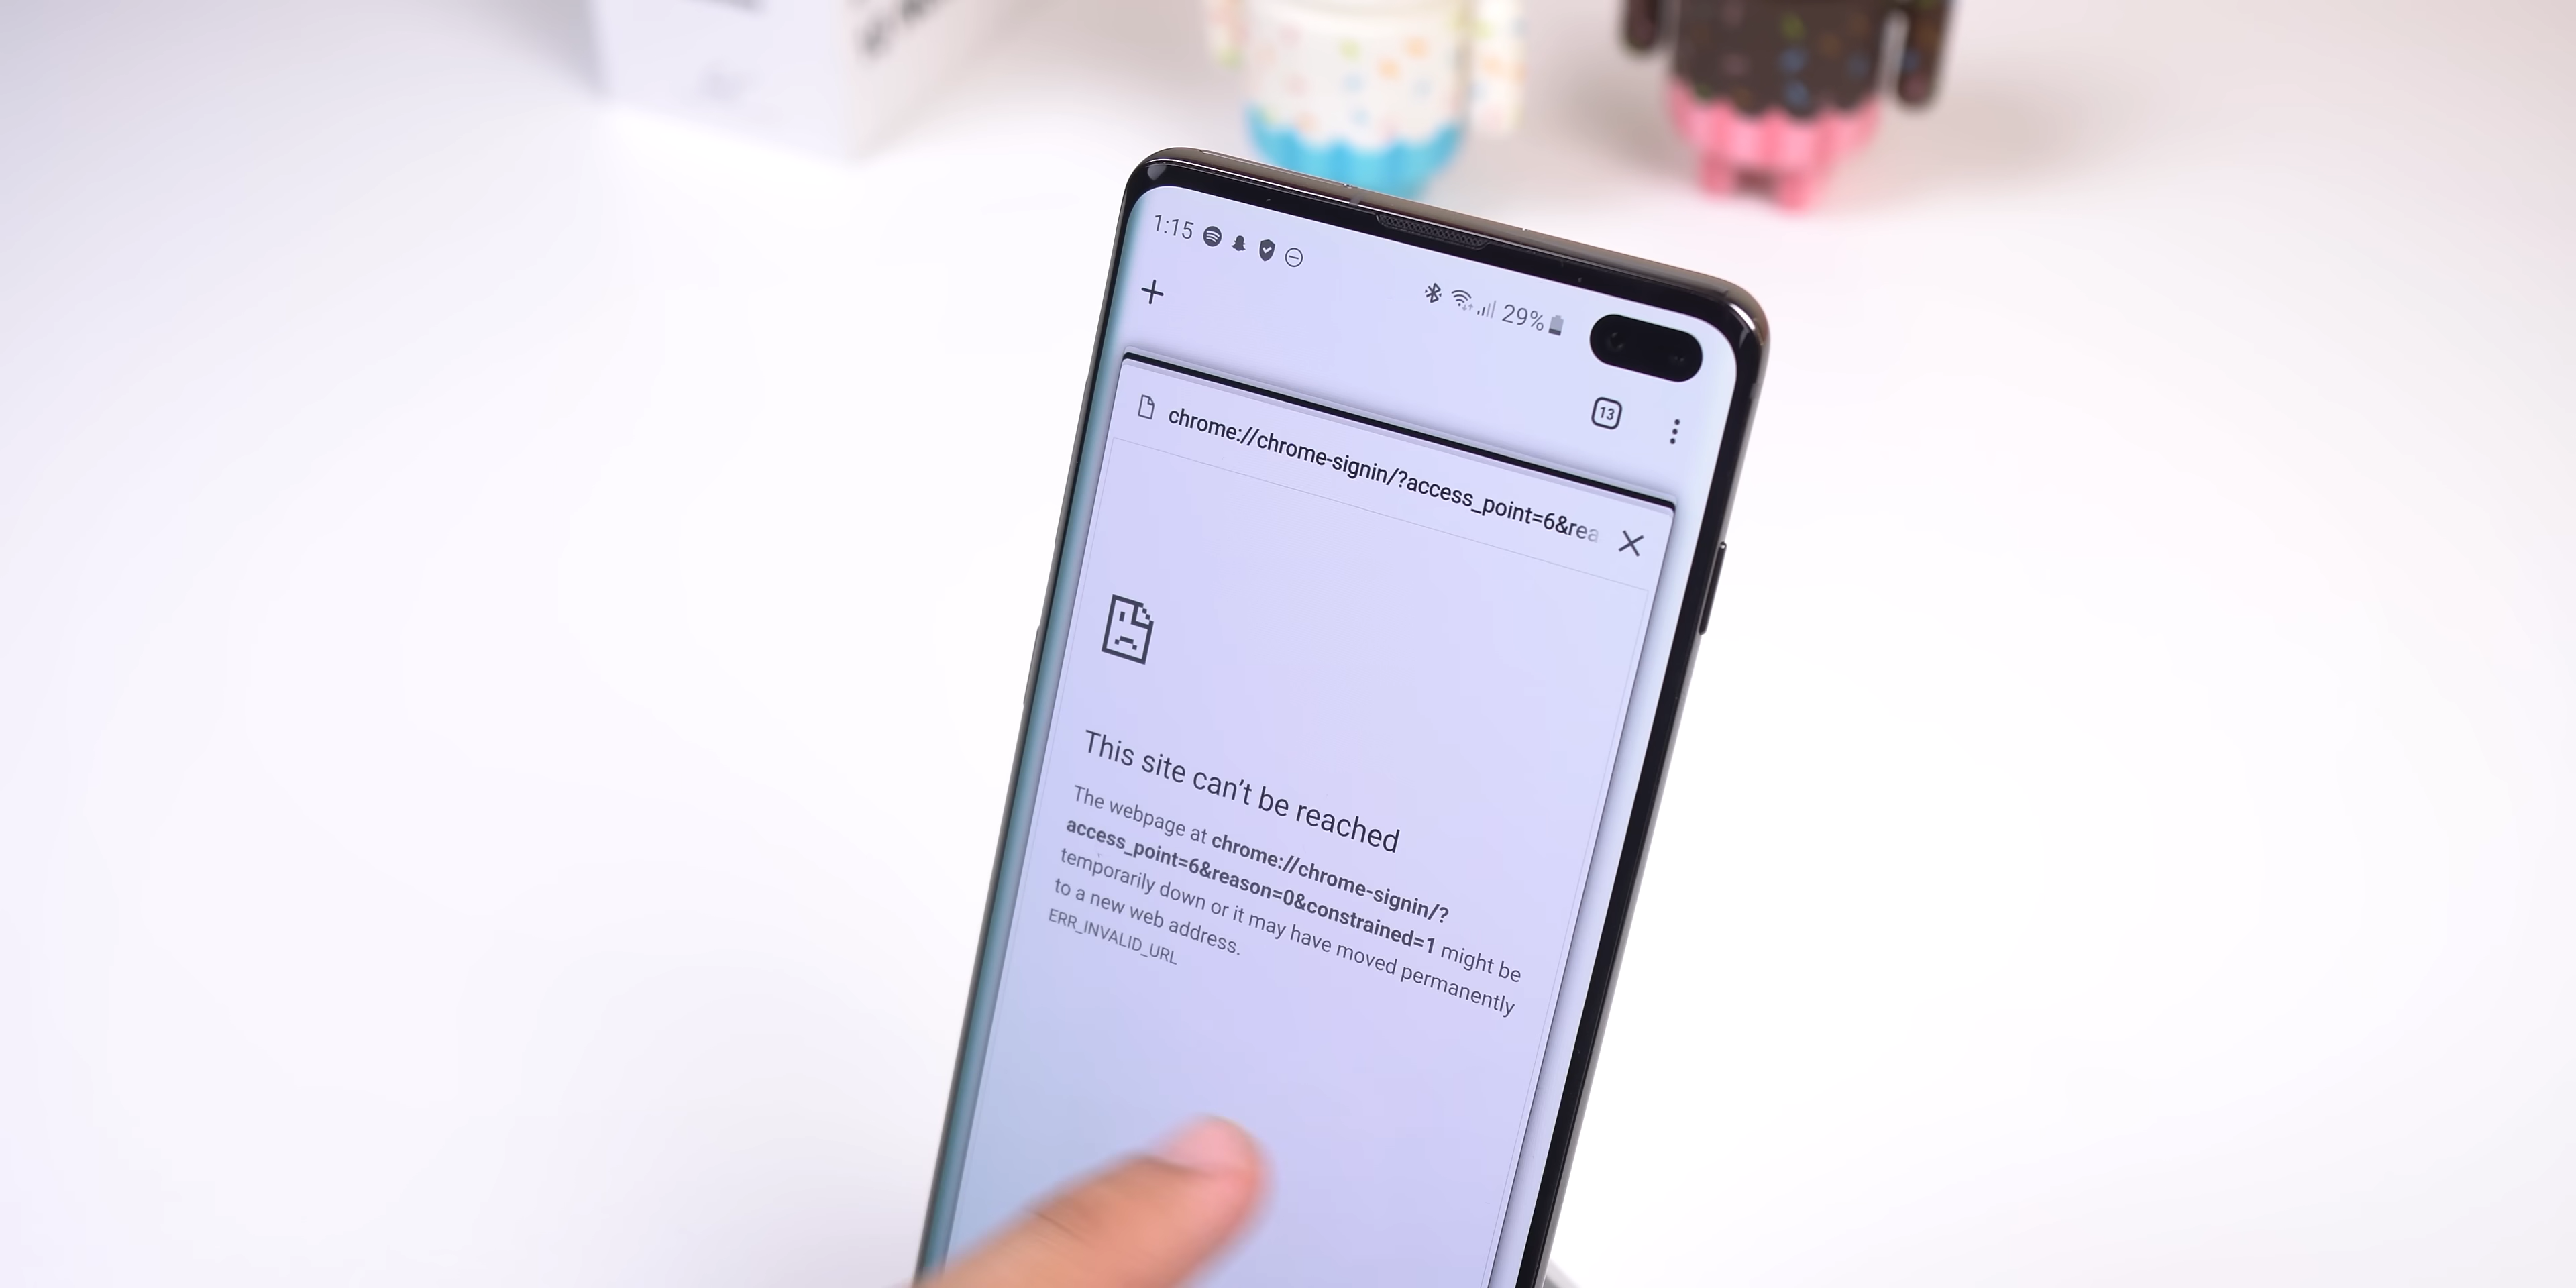 1:15
29%
13
chrome://chrome-signin/?access_point=6&rea
This site can't be reached
The webpage at chrome://chrome-signin/?
access_point=6&reason=0&constrained=1 might be
temporarily down or it may have moved permanently
to a new web address.
ERR_INVALID_URL